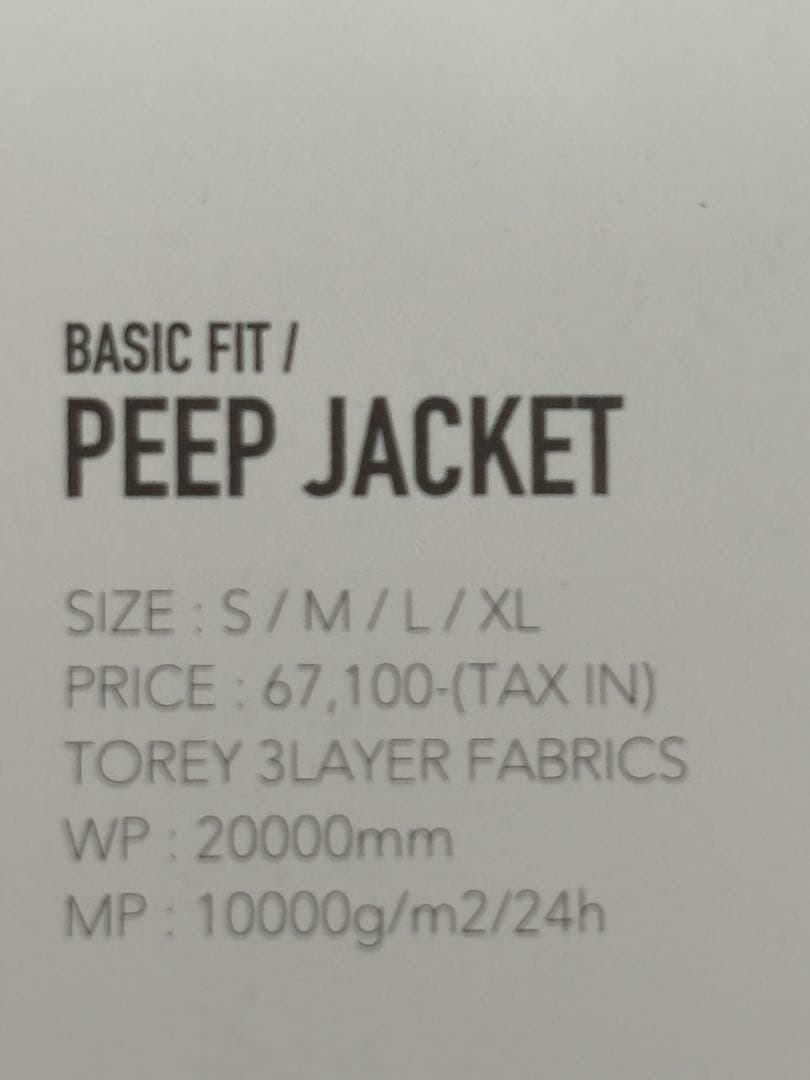 BASIC FIT /
PEEP JACKET
SIZE : S / M / L / XL
PRICE : 67,100-(TAX IN)
TOREY 3LAYER FABRICS
WP : 20000mm
MP : 10000g/m2/24h